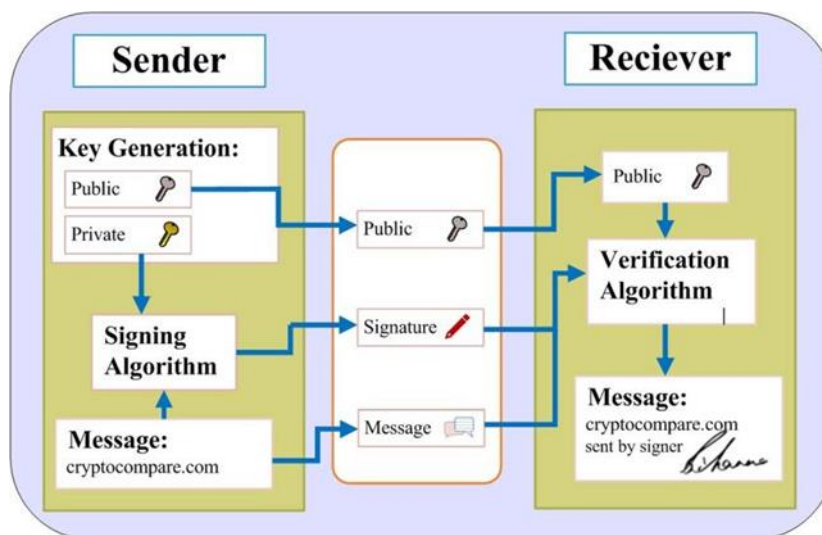 Sender
Key Generation:
Public
Private
Signing
Algorithm
Message:
cryptocompare.com
Public
Signature
Message
Reciever
Public
Verification
Algorithm
Message:
cryptocompare.com
sent by signer
Rihanna